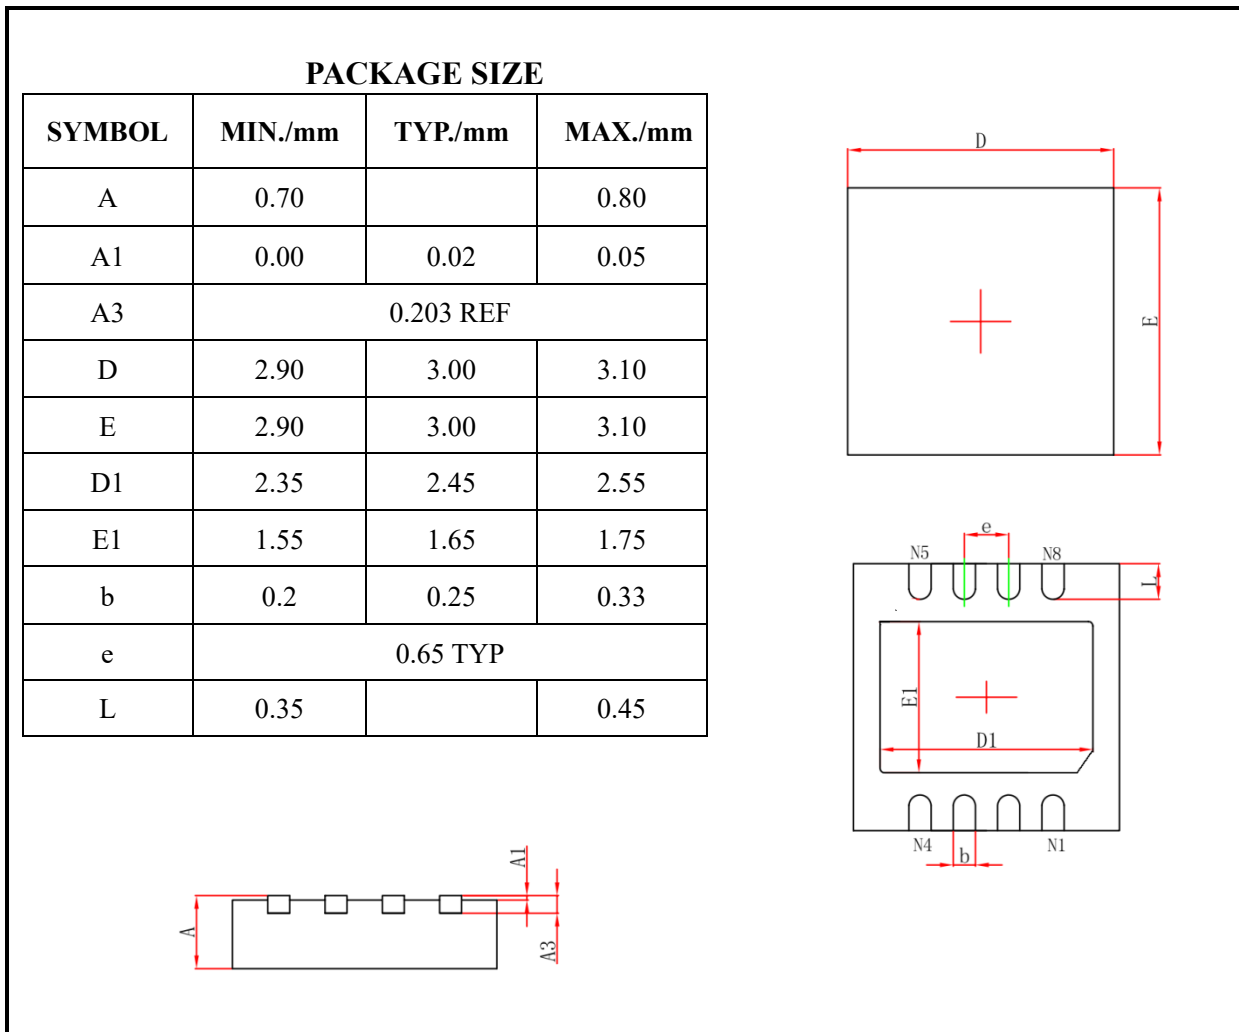 PACKAGE SIZE
SYMBOL MIN./mm TYP./mm MAX./mm
A 0.70 0.80
A1 0.00 0.02 0.05
A3 0.203 REF
D 2.90 3.00 3.10
E 2.90 3.00 3.10
D1 2.35 2.45 2.55
E1 1.55 1.65 1.75
b 0.2 0.25 0.33
e 0.65 TYP
L 0.35 0.45
D
E
e
N5 N8
L
E1
D1
N4 b N1
A1
A
A3